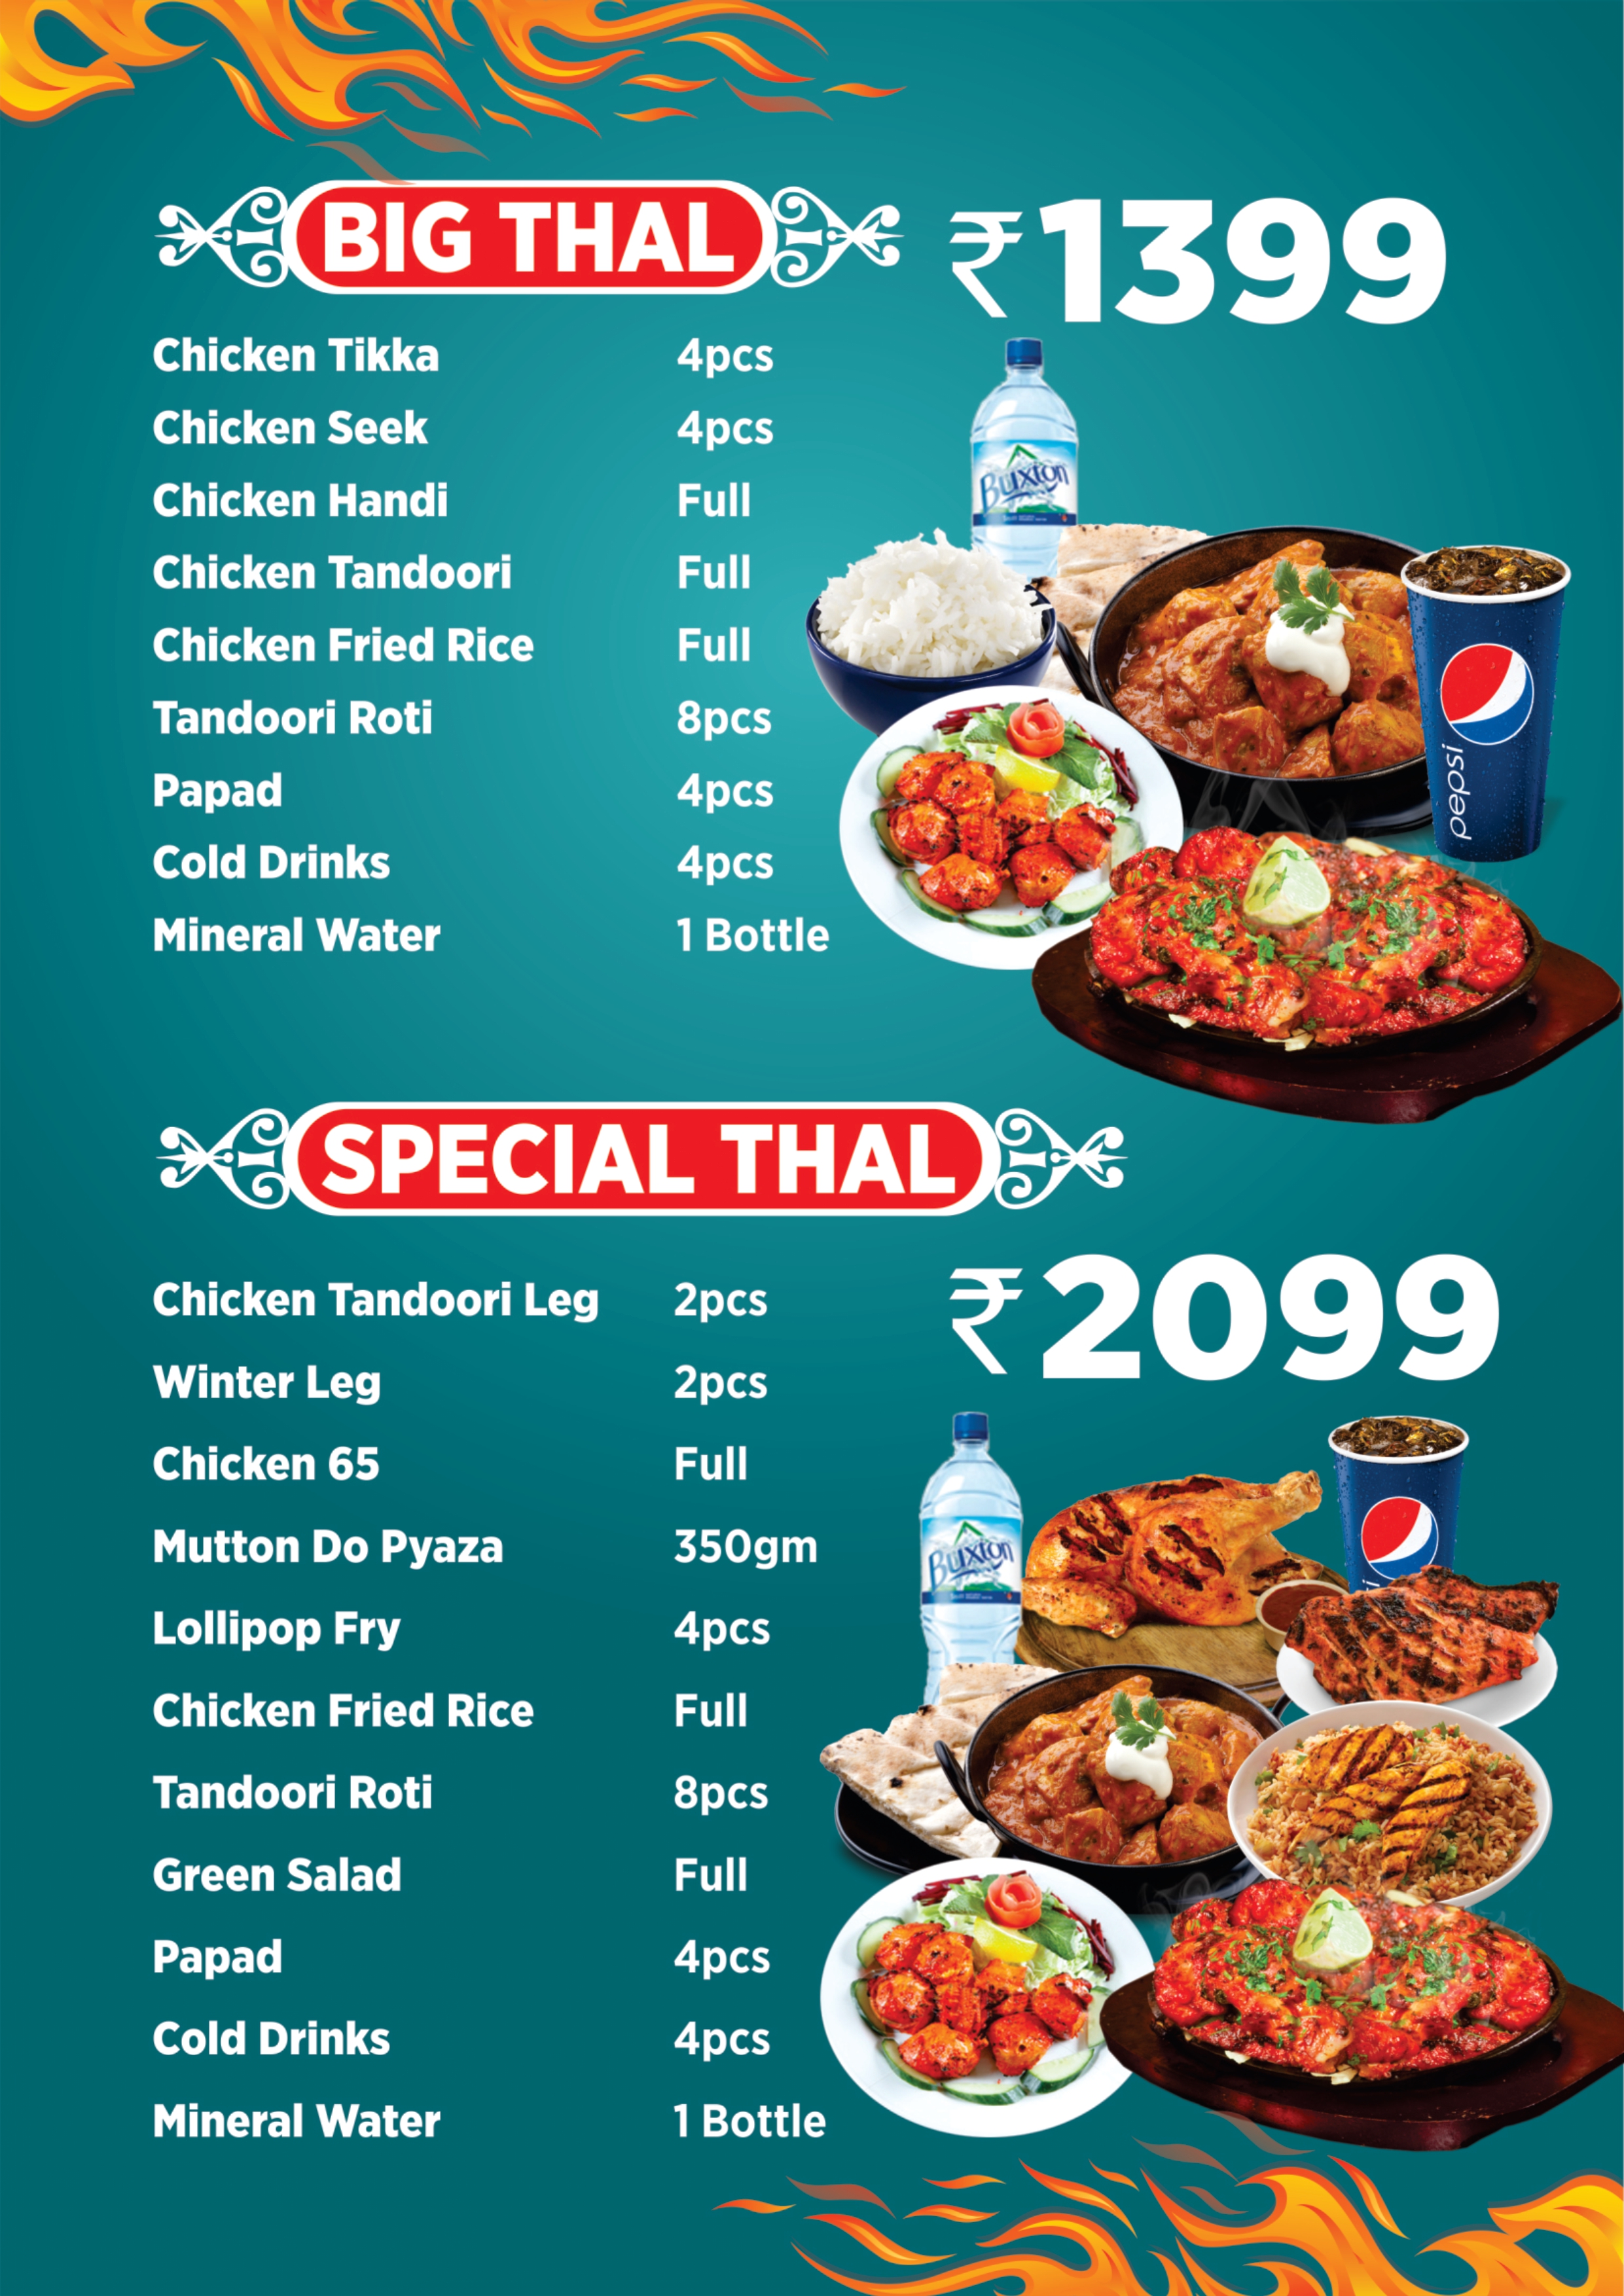 BIG THAL ₹1399
Chicken Tikka 4pcs
Chicken Seek 4pcs
Chicken Handi Full
Chicken Tandoori Full
Chicken Fried Rice Full
Tandoori Roti 8pcs
Papad 4pcs
Cold Drinks 4pcs
Mineral Water 1 Bottle
Buxton
pepsi
SPECIAL THAL
₹2099
Chicken Tandoori Leg 2pcs
Winter Leg 2pcs
Chicken 65 Full
Mutton Do Pyaza 350gm
Lollipop Fry 4pcs
Chicken Fried Rice Full
Tandoori Roti 8pcs
Green Salad Full
Papad 4pcs
Cold Drinks 4pcs
Mineral Water 1 Bottle
Buxton